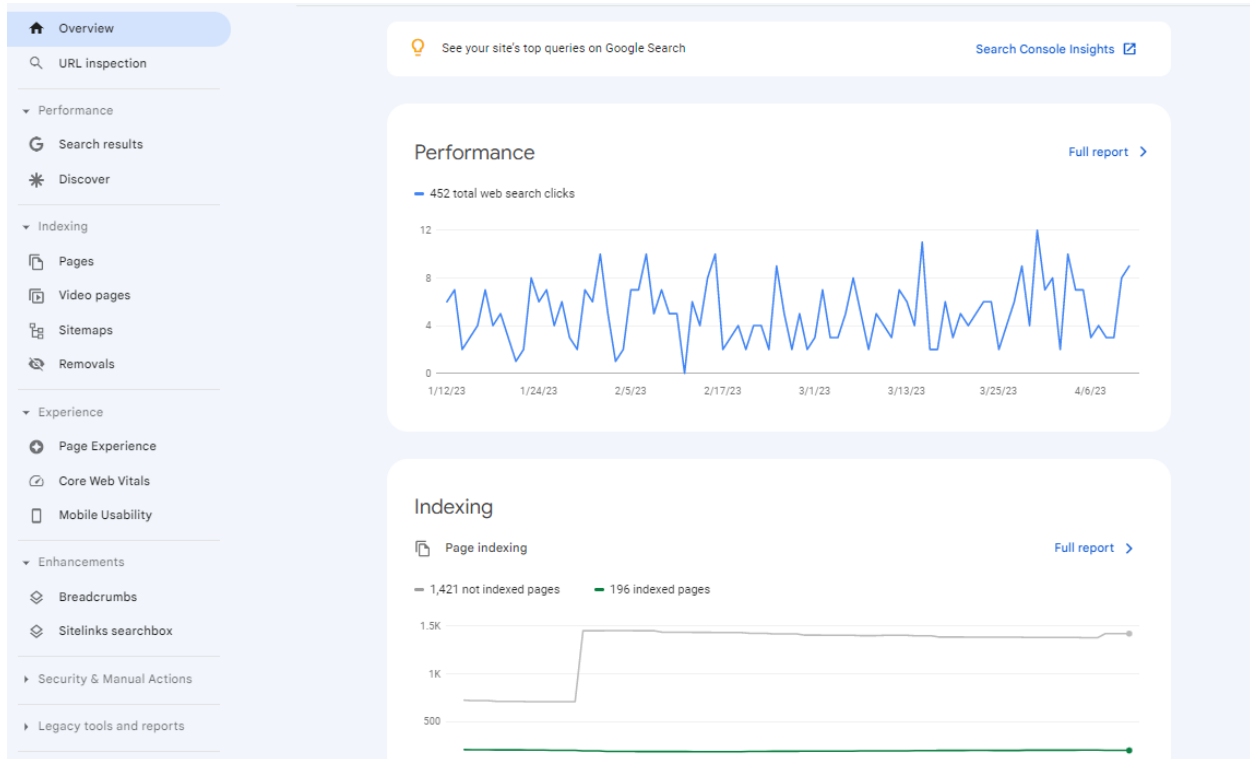 Overview
URL inspection
Performance
Search results
Discover
Indexing
Pages
Video pages
Sitemaps
Removals
Experience
Page Experience
Core Web Vitals
Mobile Usability
Enhancements
Breadcrumbs
Sitelinks searchbox
Security & Manual Actions
Legacy tools and reports
See your site's top queries on Google Search
Search Console Insights
Performance
Full report
452 total web search clicks
12
8
4
0
1/12/23 1/24/23 2/5/23 2/17/23 3/1/23 3/13/23 3/25/23 4/6/23
Indexing
Page indexing
Full report
1,421 not indexed pages 196 indexed pages
1.5K
1K
500